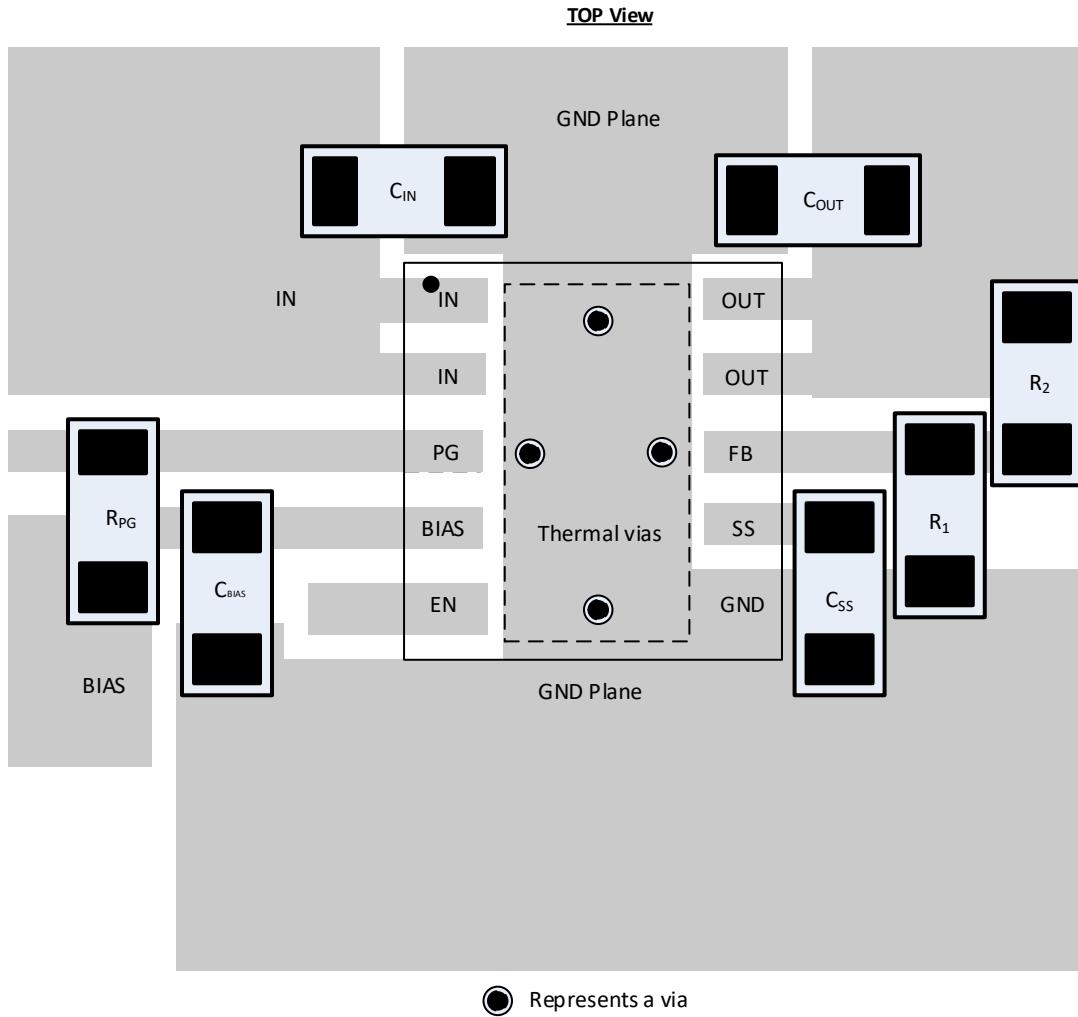 TOP View
GND Plane
CIN
COUT
IN
IN
OUT
IN
OUT
R2
PG
FB
RPG
BIAS
Thermal vias
SS
R1
CBIAS
EN
GND
CSS
BIAS
GND Plane
Represents a via